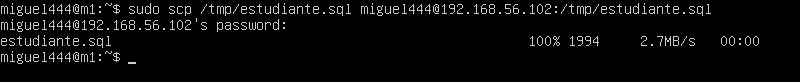 miguel444@m1:~$ sudo scp /tmp/estudiante.sql miguel444@192.168.56.102:/tmp/estudiante.sql
miguel444@192.168.56.102's password:
estudiante.sql 100% 1994 2.7MB/s 00:00
miguel444@m1:~$ _